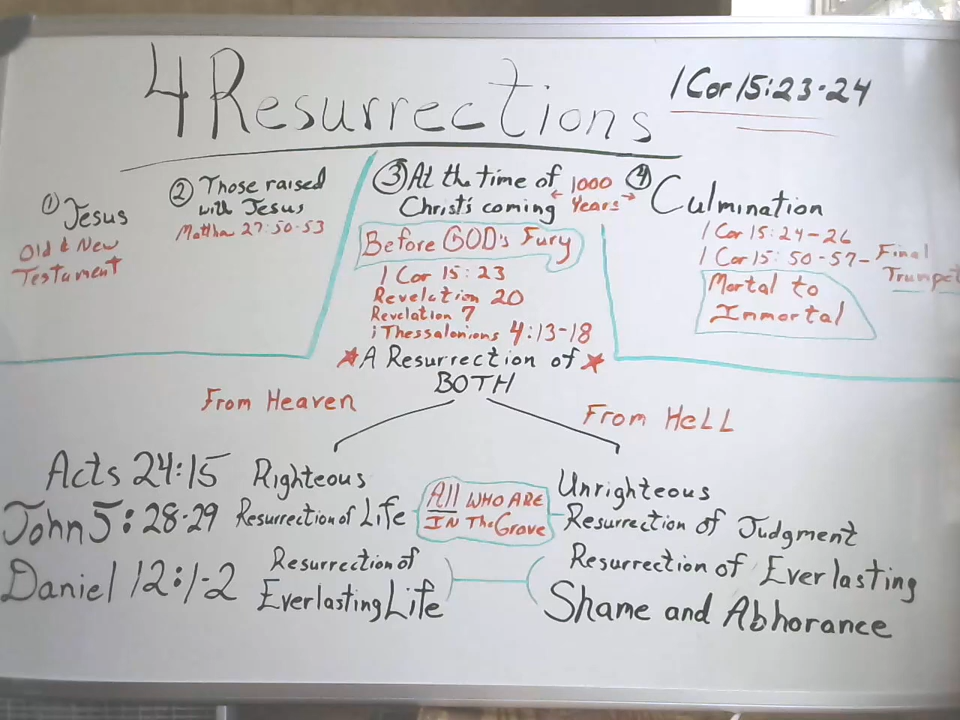 4 Resurrections
1 Cor 15:23-24
① Jesus
Old & New
Testament
② Those raised
with Jesus
Mattha 27:50-53
③ At the time of
Christ's coming
Before GOD's Fury
1 Cor 15:23
Revelation 20
Revlation 7
1 Thessalonions 4:13-18
A Resurrection of
BOTH
1000
Years
④ Culmination
1 Cor 15:24-26
1 Cor 15:50-57- Final
Trumpet
Mortal to
Immortal
From Heaven
From HeLL
Acts 24:15 Righteous
Unrighteous
John 5:28-29 Resurrection of Life
All WHO ARE
IN The Grave
Resurrection of Judgment
Daniel 12:1-2
Resurrection of
Everlasting Life
Resurrection of Everlasting
Shame and Abhorance